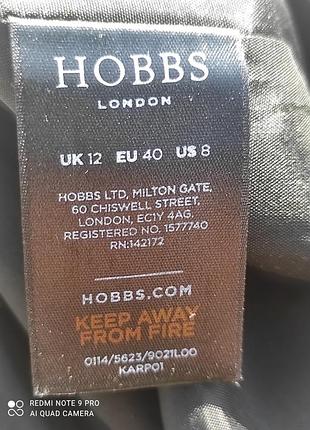 HOBBS
LONDON
UK 12 EU 40 US 8
HOBBS LTD, MILTON GATE,
60 CHISWELL STREET,
LONDON, EC1Y 4AG.
REGISTERED NO. 1577740
RN:142172
HOBBS.COM
KEEP AWAY
FROM FIRE
0114/5623/9021L00
KARP01
REDMI NOTE 9 PRO
AI QUAD CAMERA